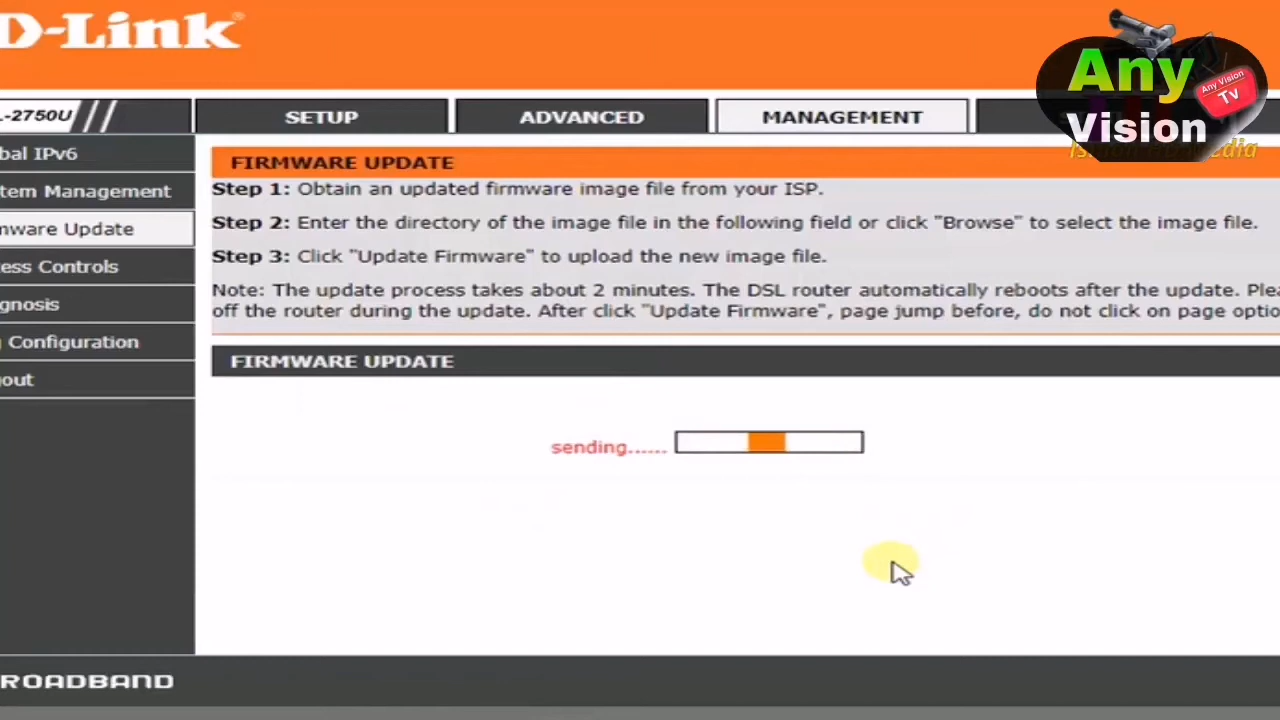 D-Link
L-2750U
SETUP
ADVANCED
MANAGEMENT
Any
Vision
Any Vision
Tv
bal IPv6
tem Management
mware Update
ess Controls
gnosis
Configuration
out
FIRMWARE UPDATE
Step 1: Obtain an updated firmware image file from your ISP.
Step 2: Enter the directory of the image file in the following field or click "Browse" to select the image file.
Step 3: Click "Update Firmware" to upload the new image file.
Note: The update process takes about 2 minutes. The DSL router automatically reboots after the update. Plea
off the router during the update. After click "Update Firmware", page jump before, do not click on page optio
FIRMWARE UPDATE
sending......
ROADBAND